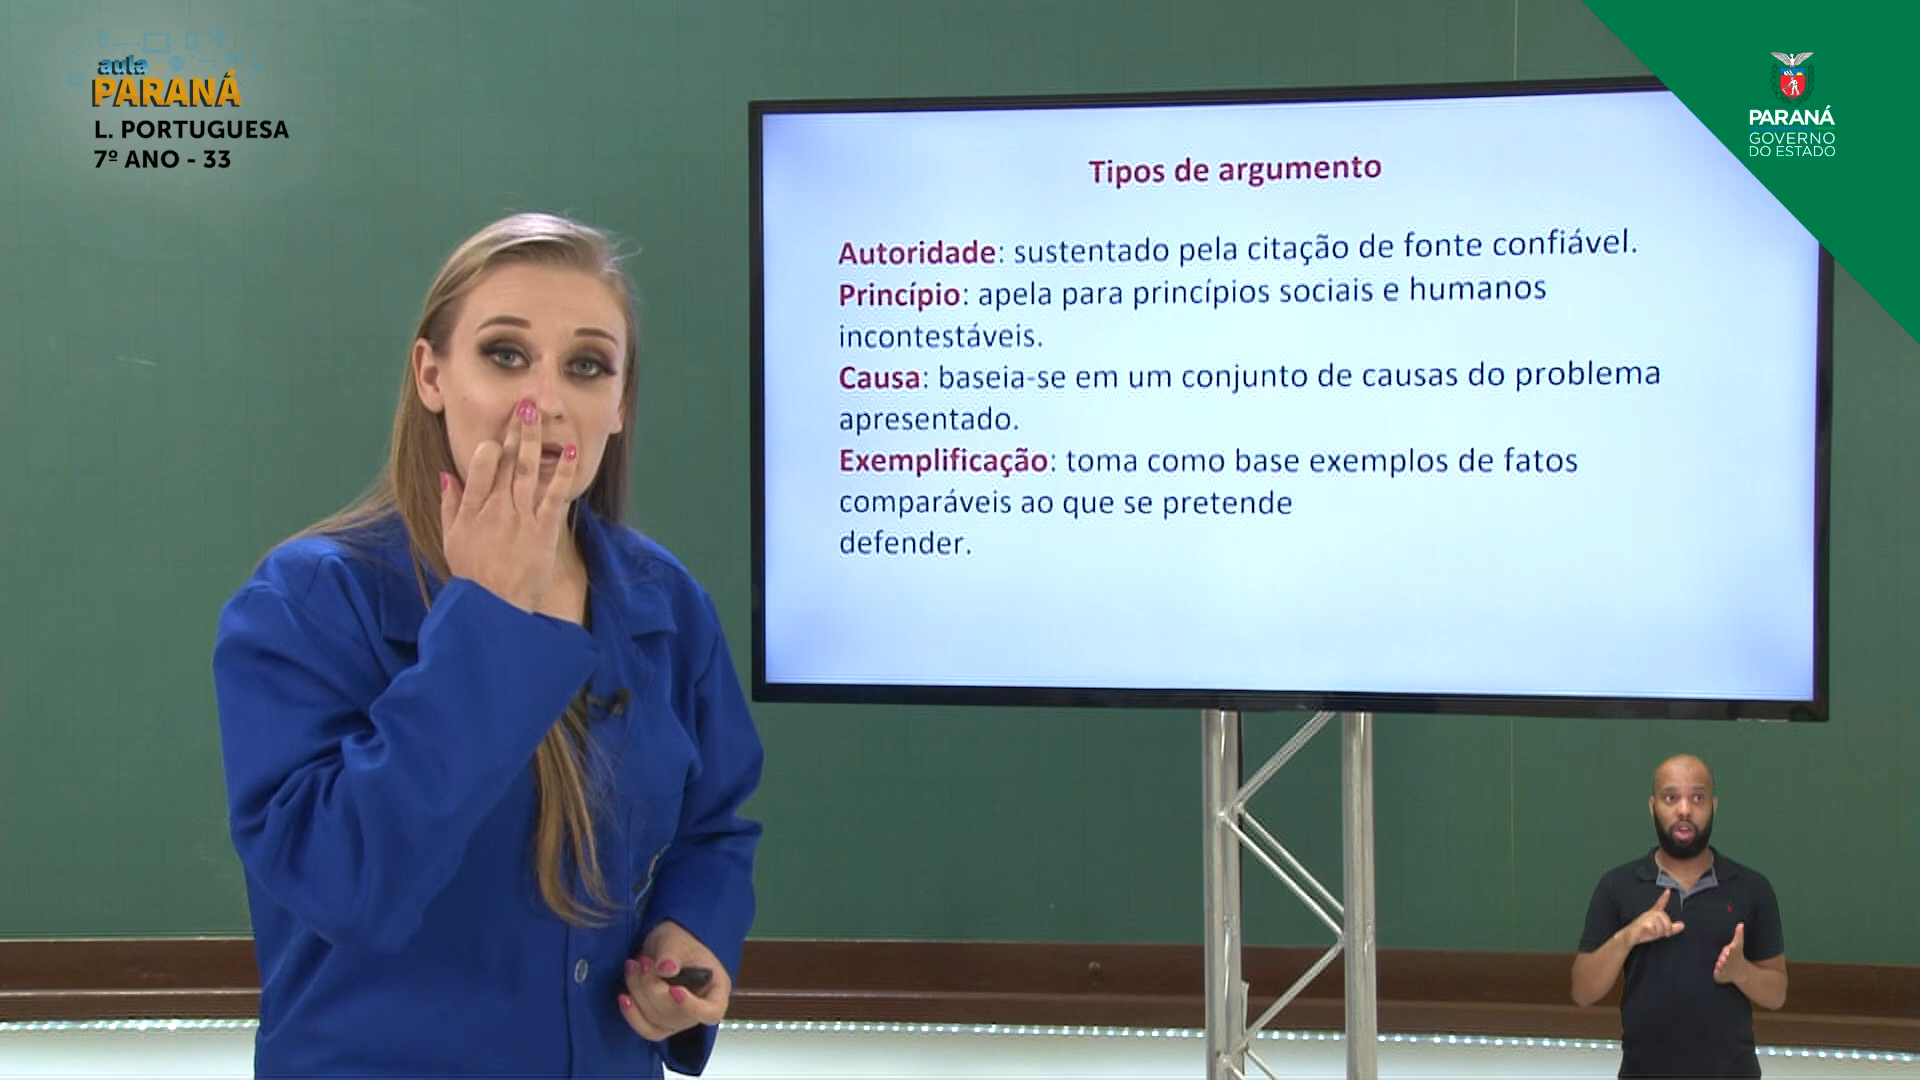 aula
PARANÁ
L. PORTUGUESA
7º ANO - 33
PARANÁ
GOVERNO
DO ESTADO
Tipos de argumento
Autoridade: sustentado pela citação de fonte confiável.
Princípio: apela para princípios sociais e humanos
incontestáveis.
Causa: baseia-se em um conjunto de causas do problema
apresentado.
Exemplificação: toma como base exemplos de fatos
comparáveis ao que se pretende
defender.